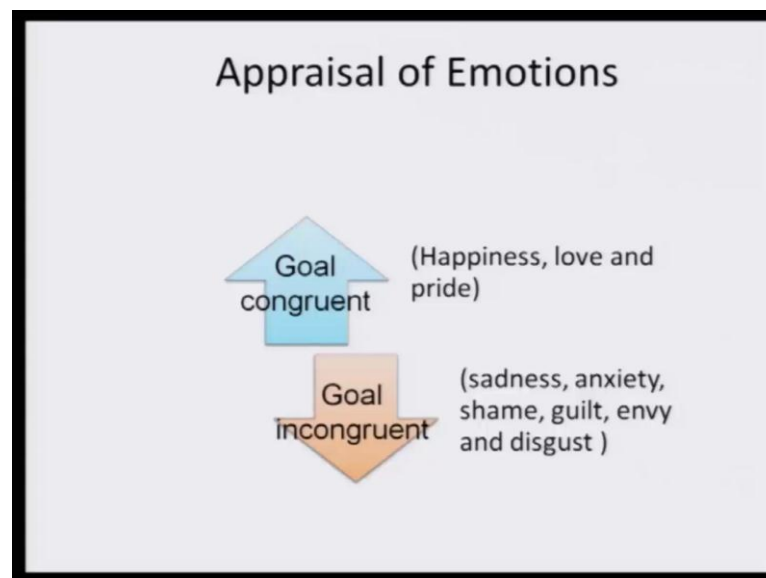 Appraisal of Emotions
Goal
congruent
(Happiness, love and
pride)
Goal
incongruent
(sadness, anxiety,
shame, guilt, envy
and disgust )